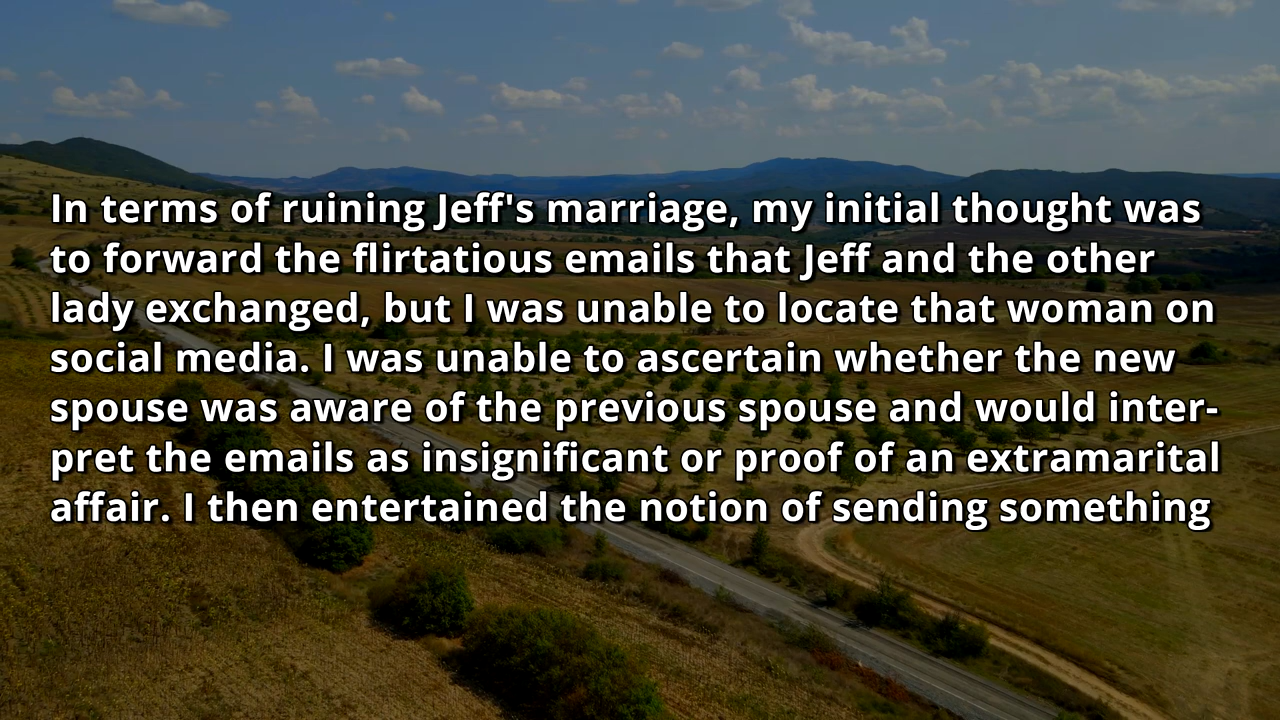 In terms of ruining Jeff's marriage, my initial thought was
to forward the flirtatious emails that Jeff and the other
lady exchanged, but I was unable to locate that woman on
social media. I was unable to ascertain whether the new
spouse was aware of the previous spouse and would inter-
pret the emails as insignificant or proof of an extramarital
affair. I then entertained the notion of sending something